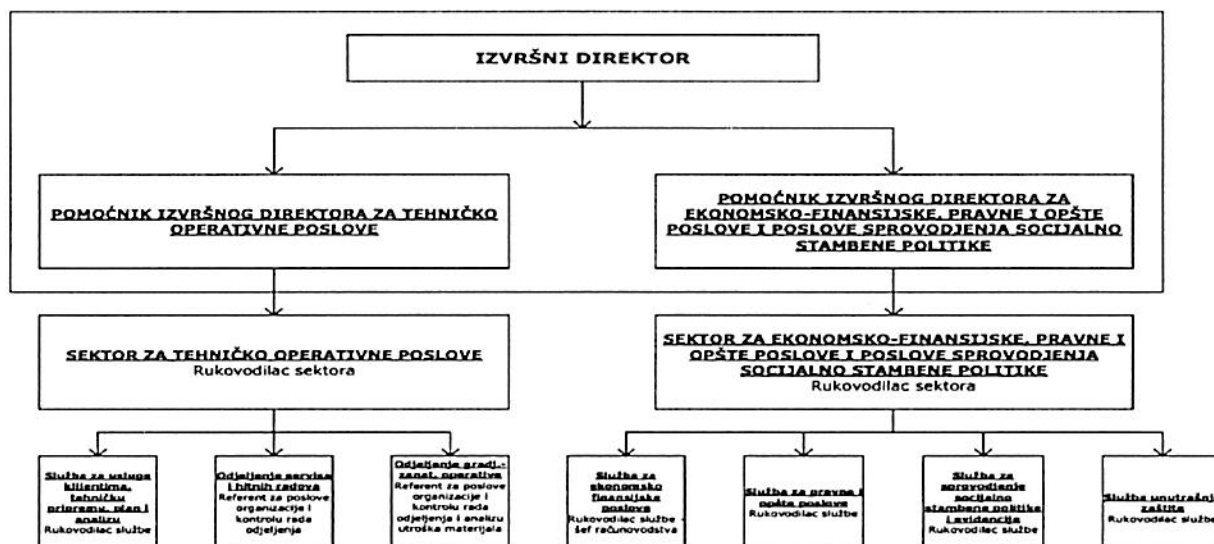 IZVRŠNI DIREKTOR
POMOĆNIK IZVRŠNOG DIREKTORA ZA TEHNIČKO
OPERATIVNE POSLOVE
POMOĆNIK IZVRŠNOG DIREKTORA ZA
EKONOMSKO-FINANSIJSKE, PRAVNE I OPŠTE
POSLOVE I POSLOVE SPROVODJENJA SOCIJALNO
STAMBENE POLITIKE
SEKTOR ZA TEHNIČKO OPERATIVNE POSLOVE
Rukovodilac sektora
SEKTOR ZA EKONOMSKO-FINANSIJSKE, PRAVNE I
OPŠTE POSLOVE I POSLOVE SPROVODJENJA
SOCIJALNO STAMBENE POLITIKE
Rukovodilac sektora
Služba za usluge
klijentima,
tehničku
pripremu, plan i
analizu
Rukovodilac službe
Odjeljenje servisa
i hitnih radova
Referent za poslove
organizacije i
kontrolu rada
odjeljenja
Odjeljenje gradj.-
zanat. operative
Referent za poslove
organizacije i
kontrolu rada
odjeljenja i analizu
utroška materijala
Služba za
ekonomsko
finansijske
poslove
Rukovodilac službe -
šef računovodstva
Služba za pravne i
opšte poslove
Rukovodilac službe
Služba za
sprovodjenje
socijalno
stambene politike
i evidencija
Rukovodilac službe
Služba unutrašnje
zaštite
Rukovodilac službe